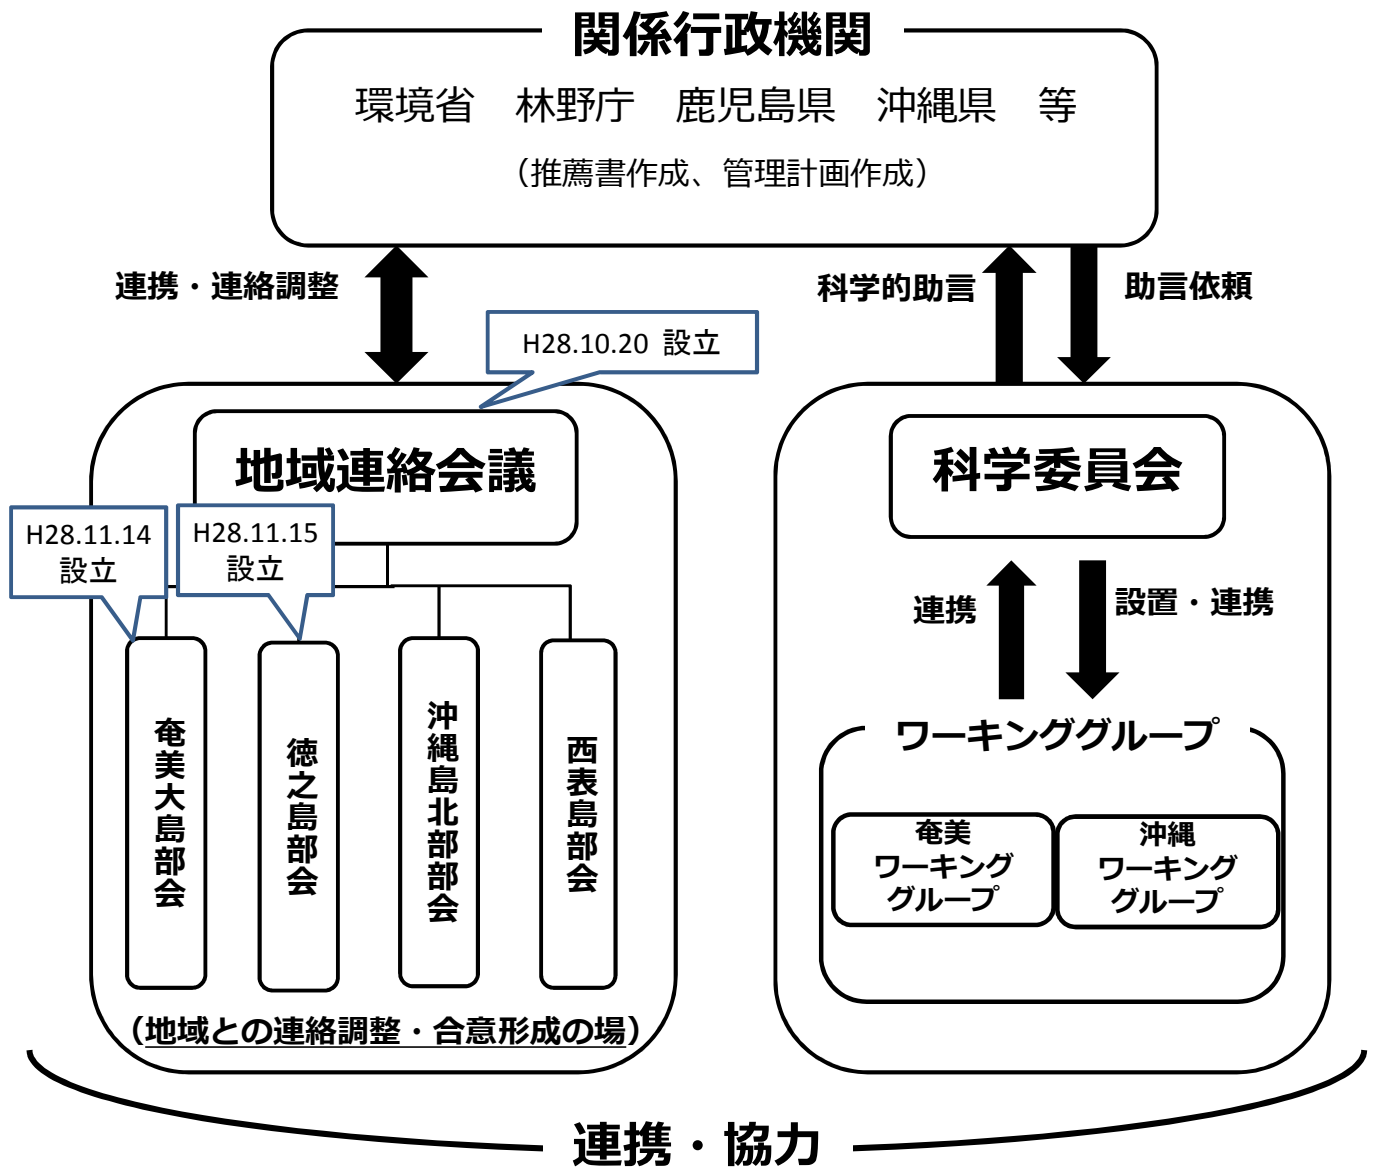 関係行政機関
環境省　林野庁　鹿児島県　沖縄県　等
（推薦書作成、管理計画作成）
連携・連絡調整
科学的助言
助言依頼
H28.10.20 設立
地域連絡会議
科学委員会
H28.11.14
設立
H28.11.15
設立
連携
設置・連携
奄美大島部会
徳之島部会
沖縄島北部部会
西表島部会
ワーキンググループ
奄美
ワーキング
グループ
沖縄
ワーキング
グループ
（地域との連絡調整・合意形成の場）
連携・協力